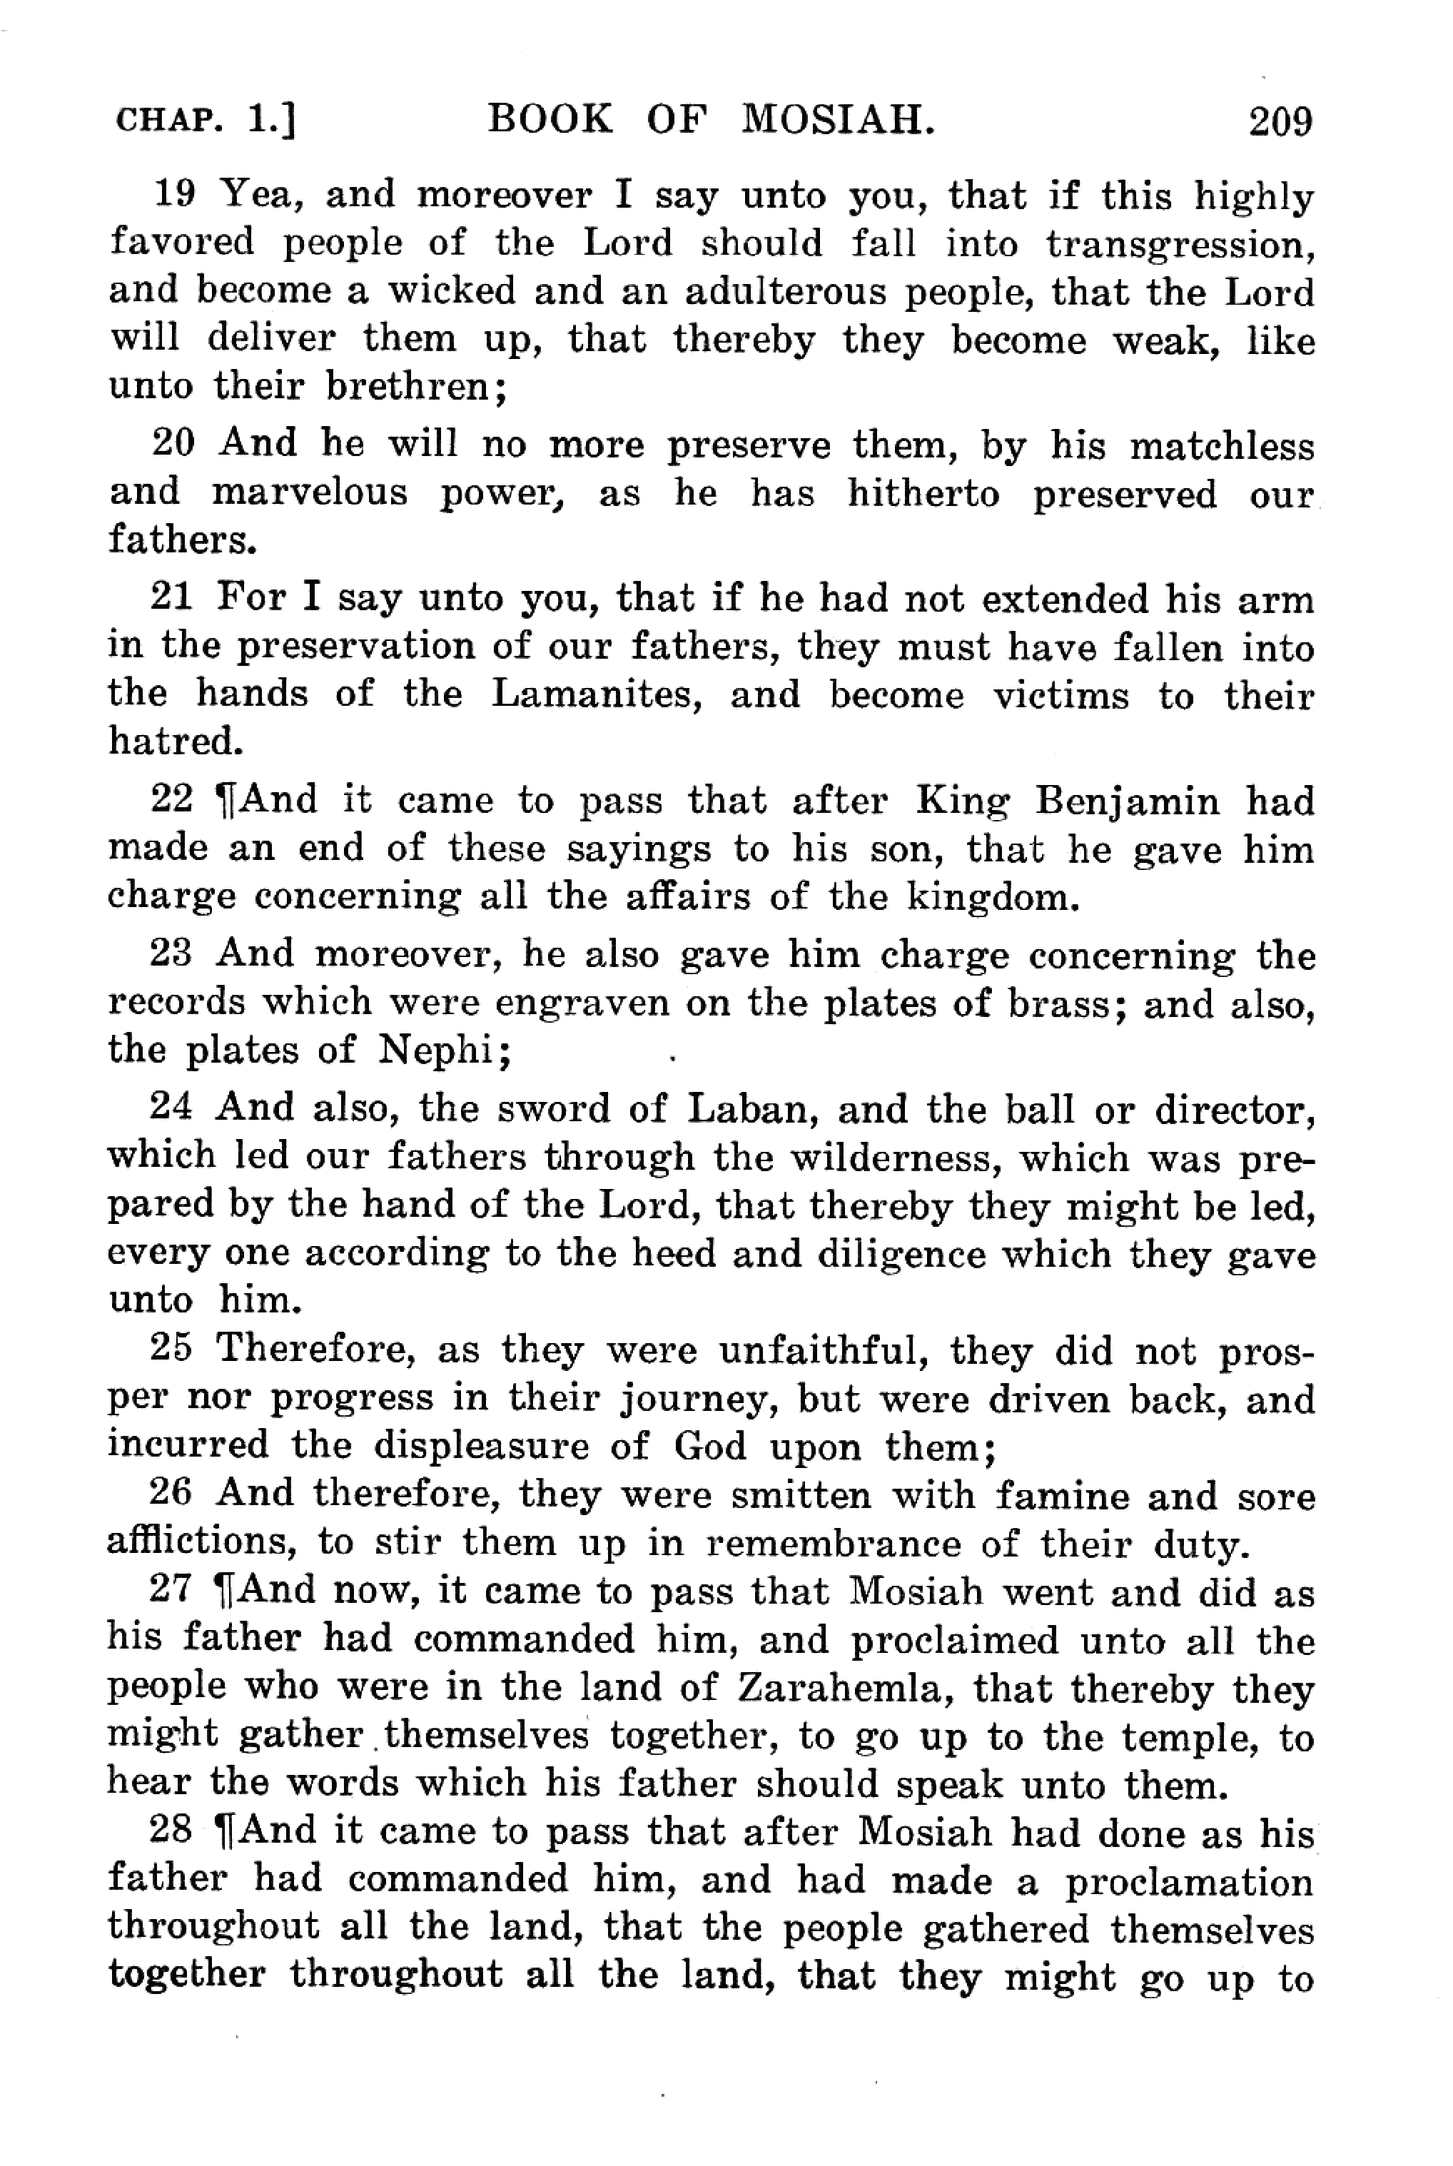 CHAP. 1.] BOOK OF MOSIAH. 209
19 Yea, and moreover I say unto you, that if this highly
favored people of the Lord should fall into transgression,
and become a wicked and an adulterous people, that the Lord
will deliver them up, that thereby they become weak, like
unto their brethren;
20 And he will no more preserve them, by his matchless
and marvelous power, as he has hitherto preserved our
fathers.
21 For I say unto you, that if he had not extended his arm
in the preservation of our fathers, they must have fallen into
the hands of the Lamanites, and become victims to their
hatred.
22 ¶And it came to pass that after King Benjamin had
made an end of these sayings to his son, that he gave him
charge concerning all the affairs of the kingdom.
23 And moreover, he also gave him charge concerning the
records which were engraven on the plates of brass; and also,
the plates of Nephi;
24 And also, the sword of Laban, and the ball or director,
which led our fathers through the wilderness, which was pre-
pared by the hand of the Lord, that thereby they might be led,
every one according to the heed and diligence which they gave
unto him.
25 Therefore, as they were unfaithful, they did not pros-
per nor progress in their journey, but were driven back, and
incurred the displeasure of God upon them;
26 And therefore, they were smitten with famine and sore
afflictions, to stir them up in remembrance of their duty.
27 ¶And now, it came to pass that Mosiah went and did as
his father had commanded him, and proclaimed unto all the
people who were in the land of Zarahemla, that thereby they
might gather themselves together, to go up to the temple, to
hear the words which his father should speak unto them.
28 ¶And it came to pass that after Mosiah had done as his
father had commanded him, and had made a proclamation
throughout all the land, that the people gathered themselves
together throughout all the land, that they might go up to